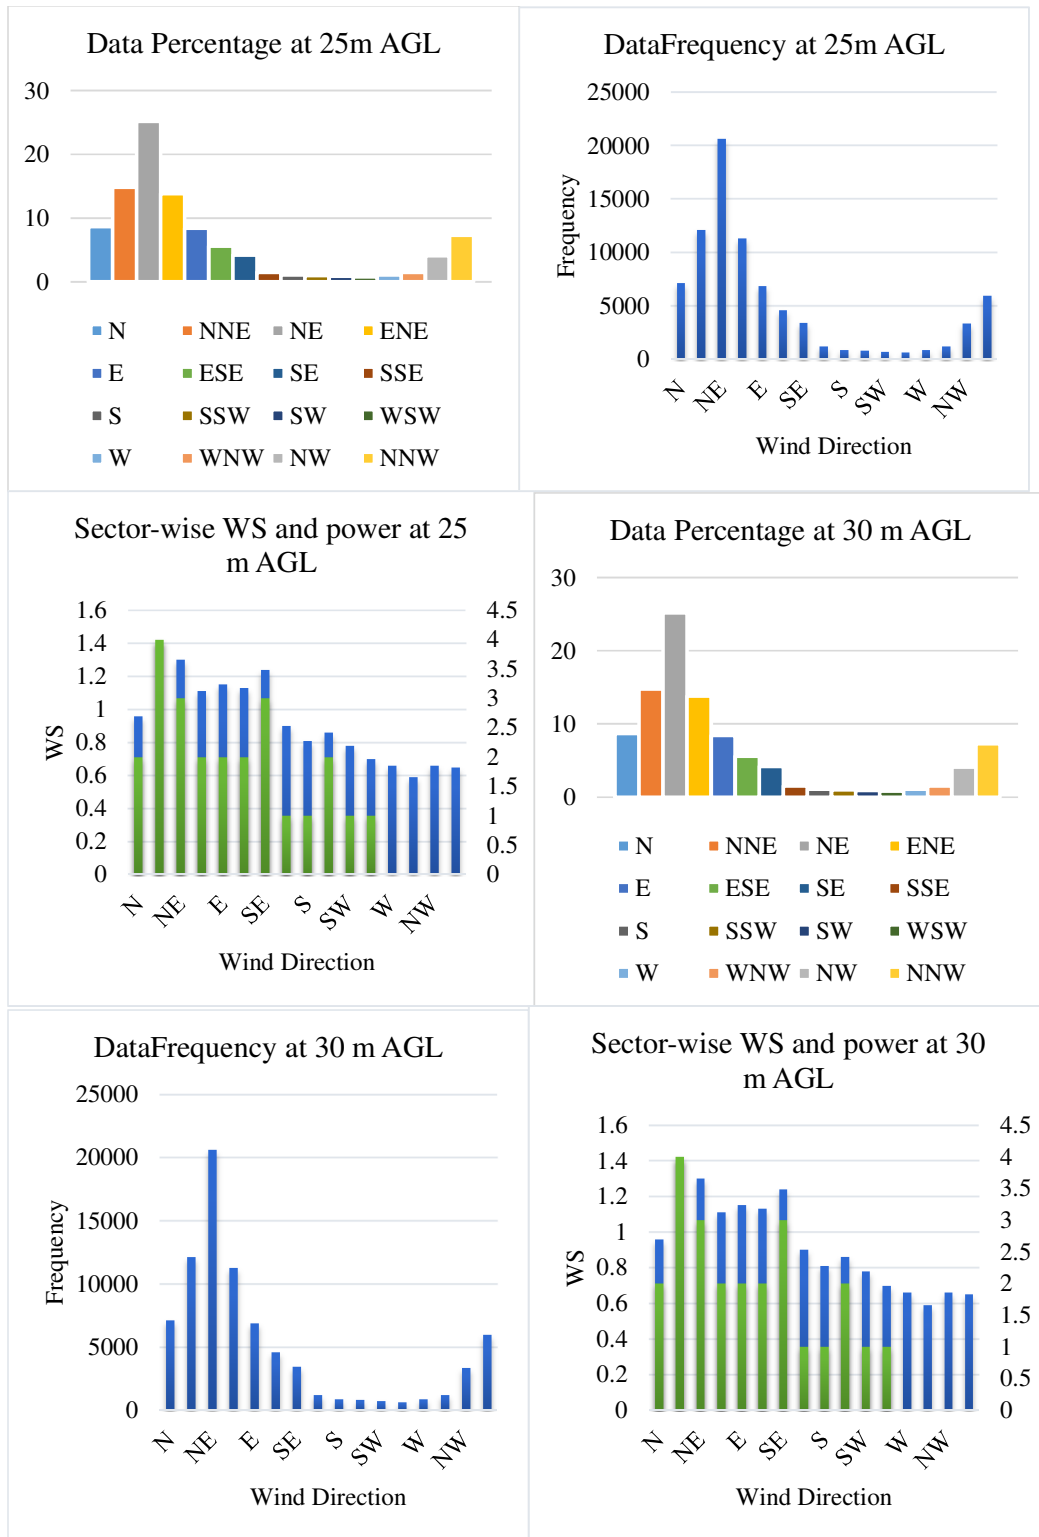 Data Percentage at 25m AGL
30
20
10
0
N NNE NE ENE
E ESE SE SSE
S SSW SW WSW
W WNW NW NNW
DataFrequency at 25m AGL
25000
20000
15000
10000
5000
0
Frequency
N NE E SE S SW W NW
Wind Direction
Sector-wise WS and power at 25
m AGL
1.6
1.4
1.2
1
0.8
0.6
0.4
0.2
0
WS
4.5
4
3.5
3
2.5
2
1.5
1
0.5
0
N NE E SE S SW W NW
Wind Direction
Data Percentage at 30 m AGL
30
20
10
0
N NNE NE ENE
E ESE SE SSE
S SSW SW WSW
W WNW NW NNW
DataFrequency at 30 m AGL
25000
20000
15000
10000
5000
0
Frequency
N NE E SE S SW W NW
Wind Direction
Sector-wise WS and power at 30
m AGL
1.6
1.4
1.2
1
0.8
0.6
0.4
0.2
0
WS
4.5
4
3.5
3
2.5
2
1.5
1
0.5
0
N NE E SE S SW W NW
Wind Direction